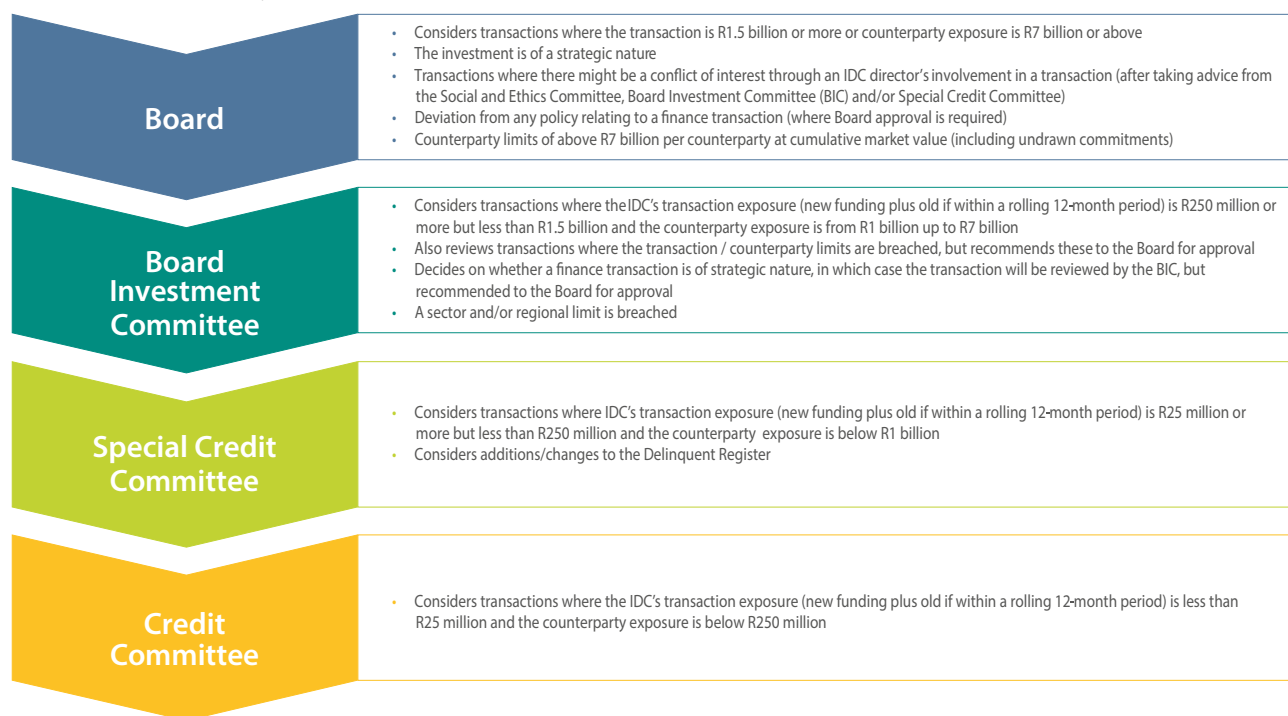 Board
• Considers transactions where the transaction is R1.5 billion or more or counterparty exposure is R7 billion or above
• The investment is of a strategic nature
• Transactions where there might be a conflict of interest through an IDC director's involvement in a transaction (after taking advice from
the Social and Ethics Committee, Board Investment Committee (BIC) and/or Special Credit Committee)
• Deviation from any policy relating to a finance transaction (where Board approval is required)
• Counterparty limits of above R7 billion per counterparty at cumulative market value (including undrawn commitments)
Board
Investment
Committee
• Considers transactions where the IDC's transaction exposure (new funding plus old if within a rolling 12-month period) is R250 million or
more but less than R1.5 billion and the counterparty exposure is from R1 billion up to R7 billion
• Also reviews transactions where the transaction / counterparty limits are breached, but recommends these to the Board for approval
• Decides on whether a finance transaction is of strategic nature, in which case the transaction will be reviewed by the BIC, but
recommended to the Board for approval
• A sector and/or regional limit is breached
Special Credit
Committee
• Considers transactions where IDC's transaction exposure (new funding plus old if within a rolling 12-month period) is R25 million or
more but less than R250 million and the counterparty exposure is below R1 billion
• Considers additions/changes to the Delinquent Register
Credit
Committee
• Considers transactions where the IDC's transaction exposure (new funding plus old if within a rolling 12-month period) is less than
R25 million and the counterparty exposure is below R250 million